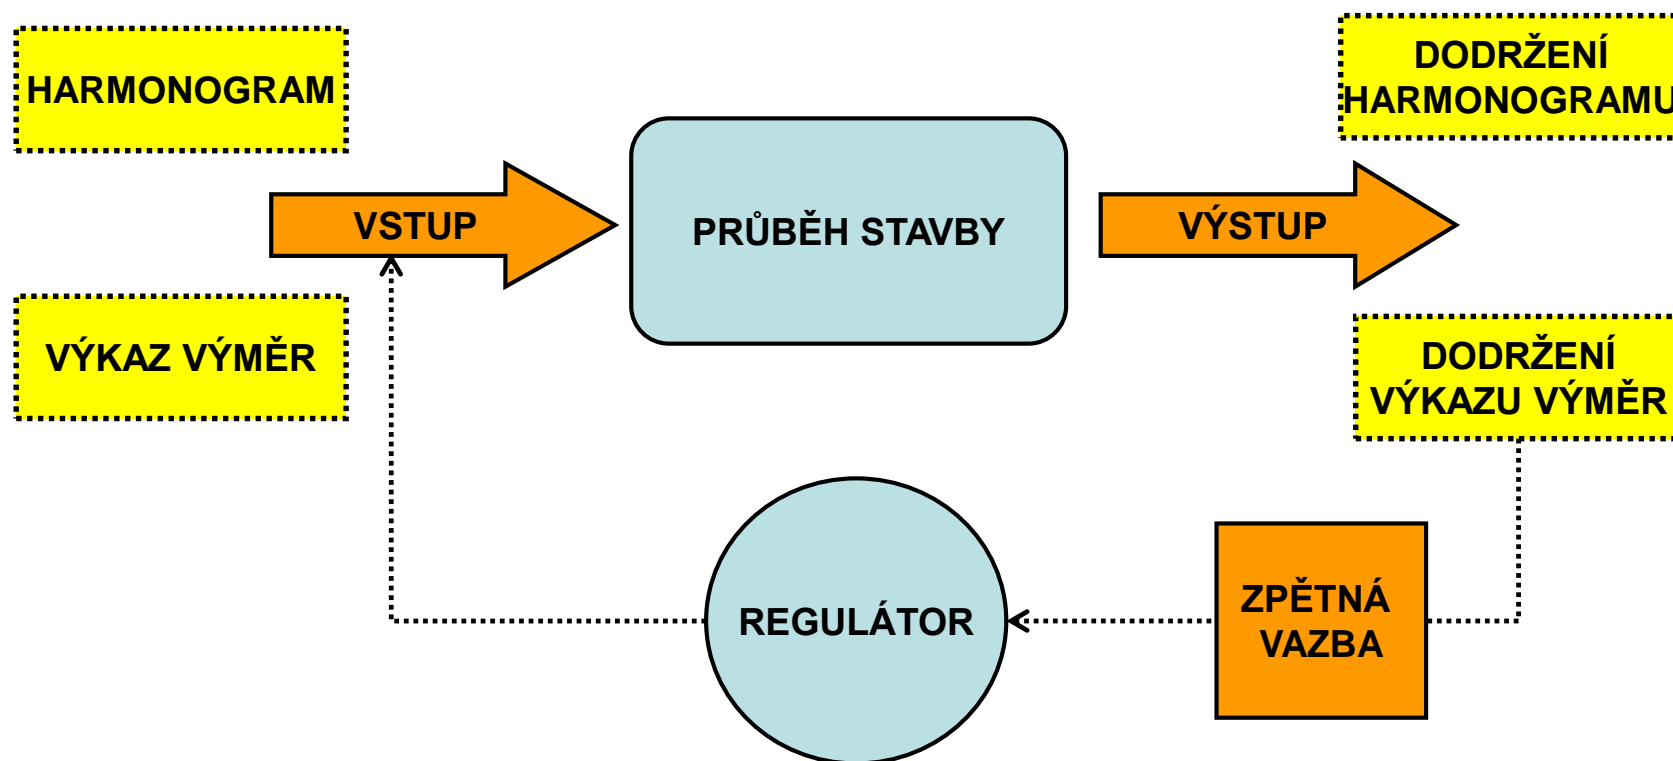 HARMONOGRAM
VÝKAZ VÝMĚR
VSTUP
PRŮBĚH STAVBY
VÝSTUP
DODRŽENÍ
HARMONOGRAMU
DODRŽENÍ
VÝKAZU VÝMĚR
ZPĚTNÁ
VAZBA
REGULÁTOR